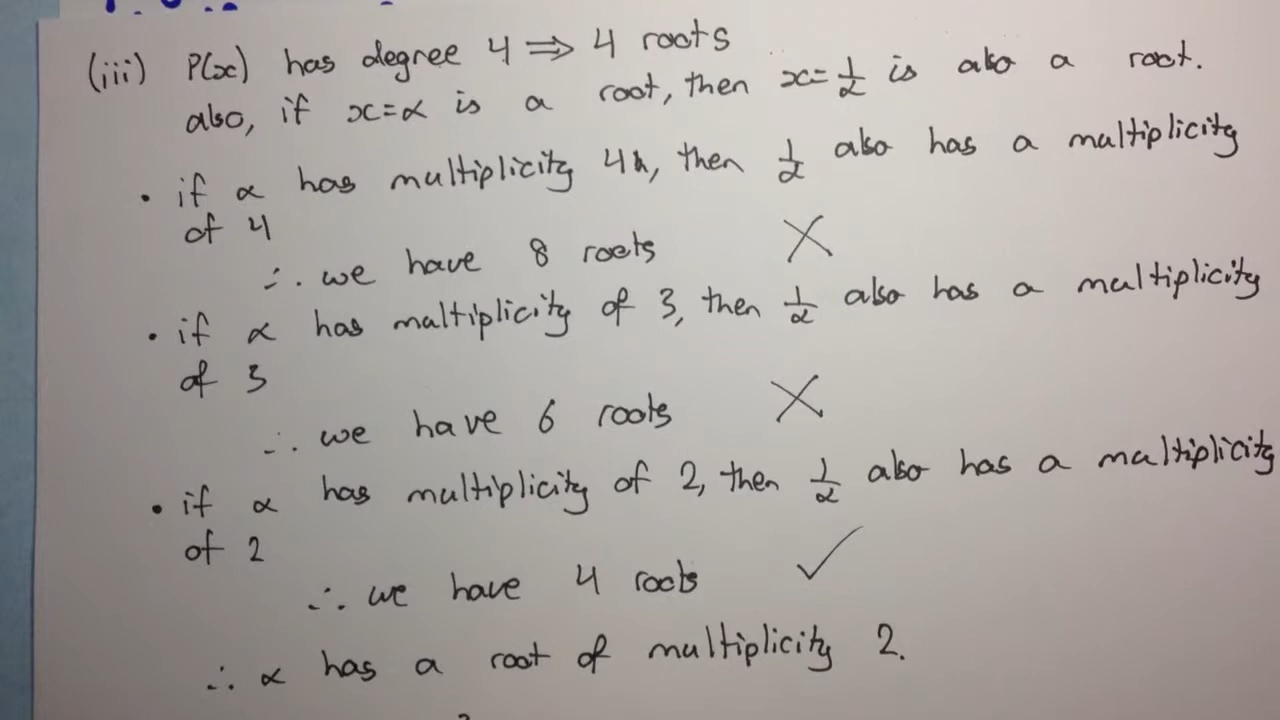 (iii) P(x) has degree 4 ⇒ 4 roots
also, if x=α is a root, then x=1/α is also a root.
• if α has multiplicity 4, then 1/α also has a multiplicity
of 4
∴ we have 8 roots ✗
• if α has maltiplicity of 3, then 1/α also has a multiplicity
of 3
∴ we have 6 roots ✗
• if α has multiplicity of 2, then 1/α also has a multiplicity
of 2
∴ we have 4 roots ✓
∴ α has a root of multiplicity 2.